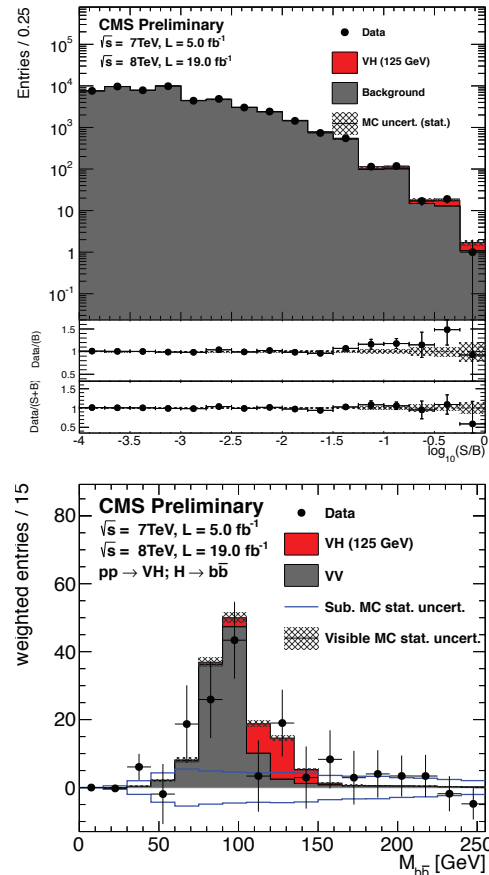 CMS Preliminary
√s = 7TeV, L = 5.0 fb⁻¹
√s = 8TeV, L = 19.0 fb⁻¹
Data
VH (125 GeV)
Background
MC uncert. (stat.)
Entries / 0.25
10⁵
10⁴
10³
10²
10
1
10⁻¹
Data/(B)
1.5
1
0.5
Data/(S+B)
1.5
1
0.5
-4 -3.5 -3 -2.5 -2 -1.5 -1 -0.5 0
log₁₀(S/B)
CMS Preliminary
√s = 7TeV, L = 5.0 fb⁻¹
√s = 8TeV, L = 19.0 fb⁻¹
pp → VH; H → bb̅
Data
VH (125 GeV)
VV
Sub. MC stat. uncert.
Visible MC stat. uncert.
weighted entries / 15
80
60
40
20
0
0 50 100 150 200 250
M_bb̅ [GeV]